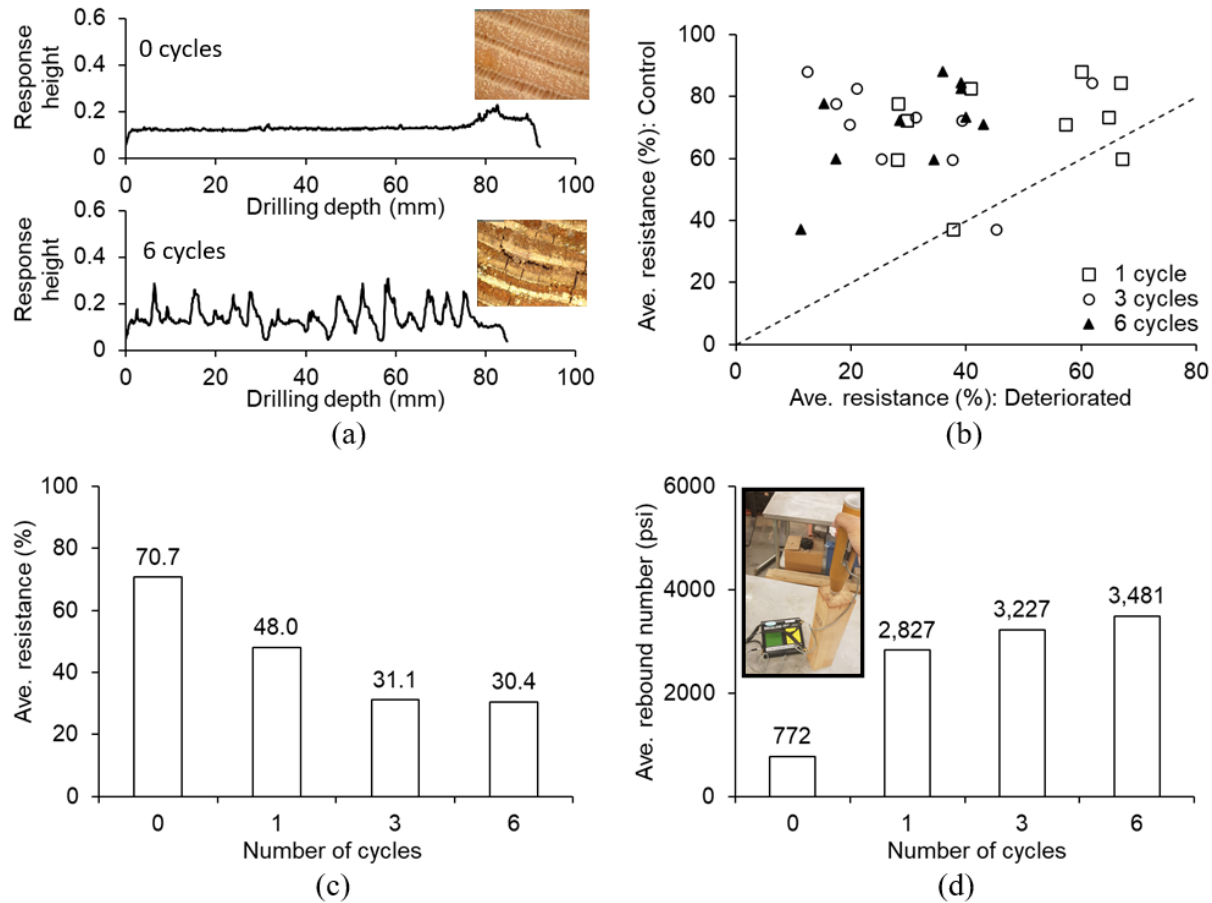 0.6
0.4
0.2
0
Response
height
0 cycles
0 20 40 60 80 100
Drilling depth (mm)
0.6
0.4
0.2
0
Response
height
6 cycles
0 20 40 60 80 100
Drilling depth (mm)
(a)
100
80
60
40
20
0
Ave. resistance (%): Control
1 cycle
3 cycles
6 cycles
0 20 40 60 80
Ave. resistance (%): Deteriorated
(b)
100
80
60
40
20
0
Ave. resistance (%)
70.7
48.0
31.1
30.4
0 1 3 6
Number of cycles
(c)
6000
4000
2000
0
Ave. rebound number (psi)
772
2,827
3,227
3,481
0 1 3 6
Number of cycles
(d)